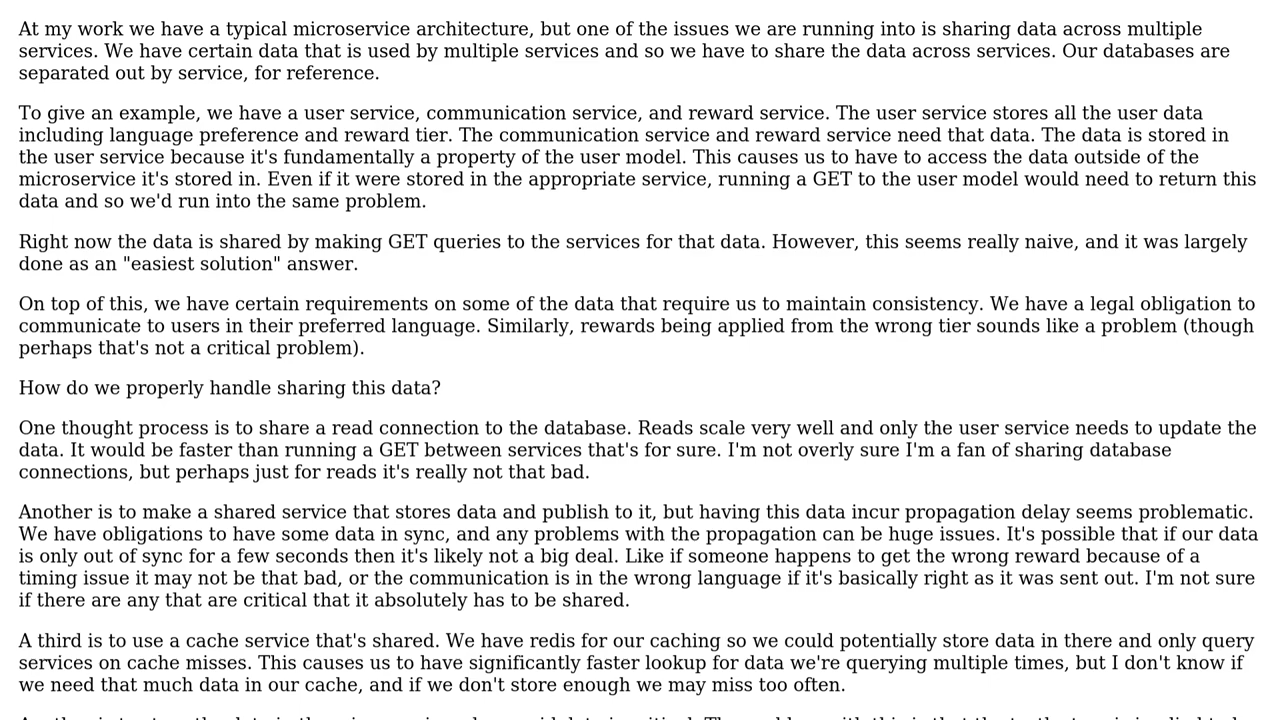 At my work we have a typical microservice architecture, but one of the issues we are running into is sharing data across multiple
services. We have certain data that is used by multiple services and so we have to share the data across services. Our databases are
separated out by service, for reference.
To give an example, we have a user service, communication service, and reward service. The user service stores all the user data
including language preference and reward tier. The communication service and reward service need that data. The data is stored in
the user service because it's fundamentally a property of the user model. This causes us to have to access the data outside of the
microservice it's stored in. Even if it were stored in the appropriate service, running a GET to the user model would need to return this
data and so we'd run into the same problem.
Right now the data is shared by making GET queries to the services for that data. However, this seems really naive, and it was largely
done as an "easiest solution" answer.
On top of this, we have certain requirements on some of the data that require us to maintain consistency. We have a legal obligation to
communicate to users in their preferred language. Similarly, rewards being applied from the wrong tier sounds like a problem (though
perhaps that's not a critical problem).
How do we properly handle sharing this data?
One thought process is to share a read connection to the database. Reads scale very well and only the user service needs to update the
data. It would be faster than running a GET between services that's for sure. I'm not overly sure I'm a fan of sharing database
connections, but perhaps just for reads it's really not that bad.
Another is to make a shared service that stores data and publish to it, but having this data incur propagation delay seems problematic.
We have obligations to have some data in sync, and any problems with the propagation can be huge issues. It's possible that if our data
is only out of sync for a few seconds then it's likely not a big deal. Like if someone happens to get the wrong reward because of a
timing issue it may not be that bad, or the communication is in the wrong language if it's basically right as it was sent out. I'm not sure
if there are any that are critical that it absolutely has to be shared.
A third is to use a cache service that's shared. We have redis for our caching so we could potentially store data in there and only query
services on cache misses. This causes us to have significantly faster lookup for data we're querying multiple times, but I don't know if
we need that much data in our cache, and if we don't store enough we may miss too often.